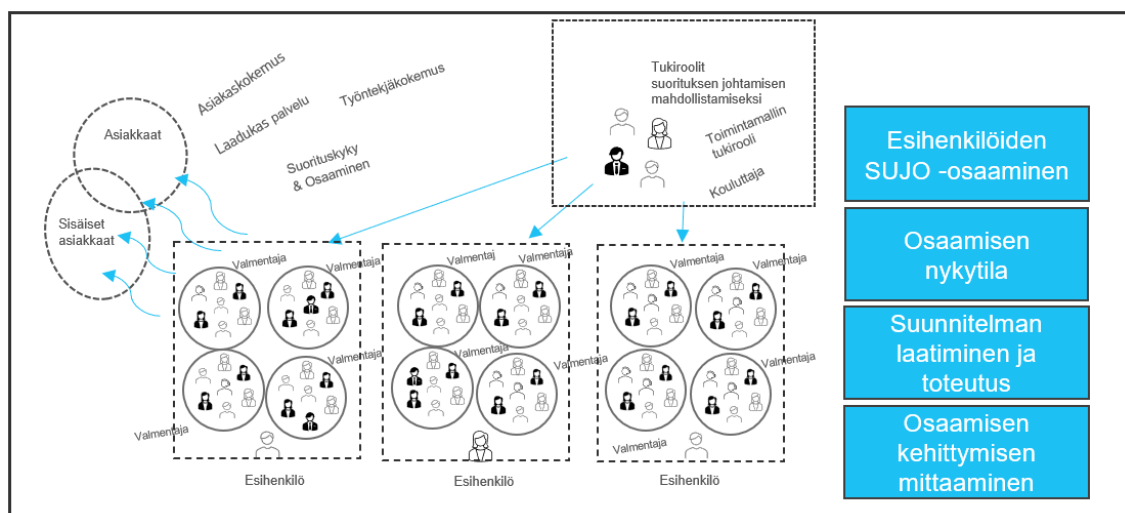 Asiakaskokemus
Laadukas palvelu
Työntekjäkokemus
Suorituskyky
& Osaaminen
Asiakkaat
Sisäiset
asiakkaat
Tukiroolit
suorituksen johtamisen
mahdollistamiseksi
Toimintamallin
tukirooli
Kouluttaja
Valmentaja
Valmentaja
Valmentaja
Valmentaja
Esihenkilö
Valmentaj
Valmentaja
Valmentaja
Valmentaja
Esihenkilö
Valmentaja
Valmentaja
Valmentaja
Valmentaja
Esihenkilö
Esihenkilöiden
SUJO -osaaminen
Osaamisen
nykytila
Suunnitelman
laatiminen ja
toteutus
Osaamisen
kehittymisen
mittaaminen